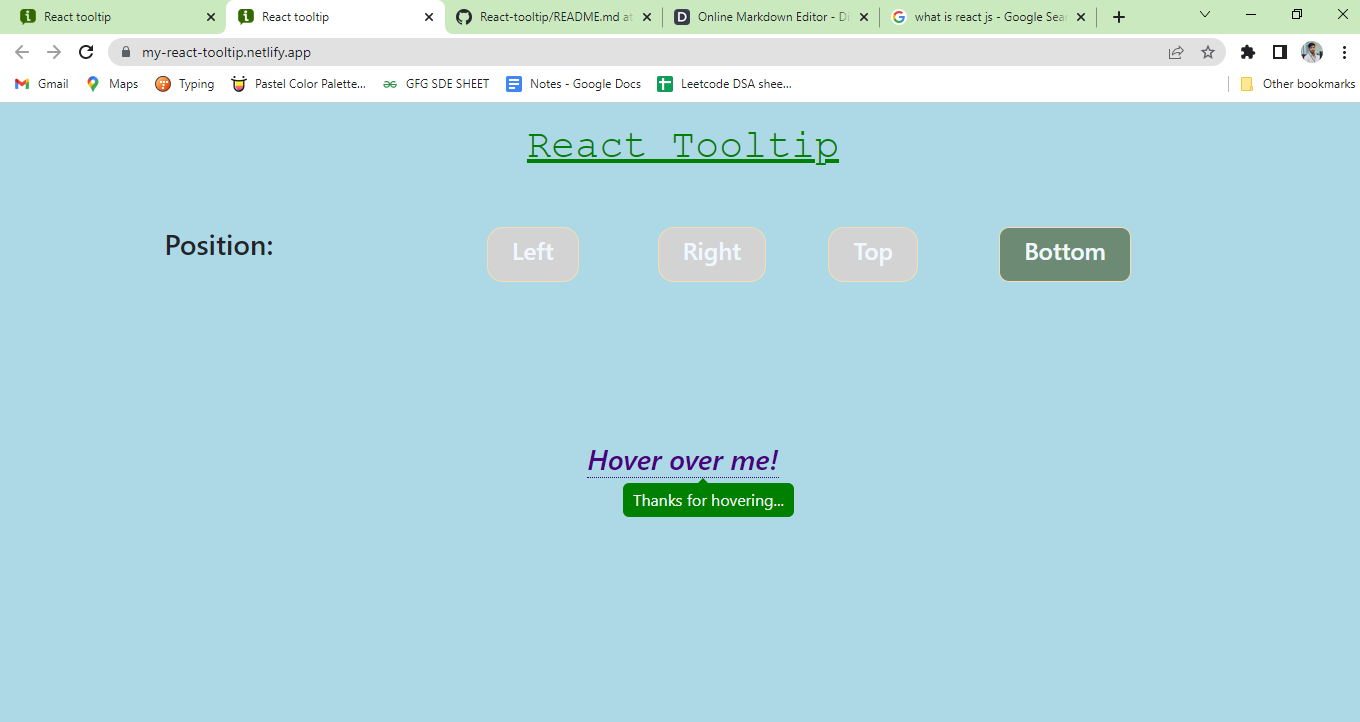 React tooltip
React tooltip
React-tooltip/README.md at
Online Markdown Editor - Di
what is react js - Google Sear
my-react-tooltip.netlify.app
Gmail
Maps
Typing
Pastel Color Palette...
GFG SDE SHEET
Notes - Google Docs
Leetcode DSA shee...
Other bookmarks
React Tooltip
Position:
Left
Right
Top
Bottom
Hover over me!
Thanks for hovering...